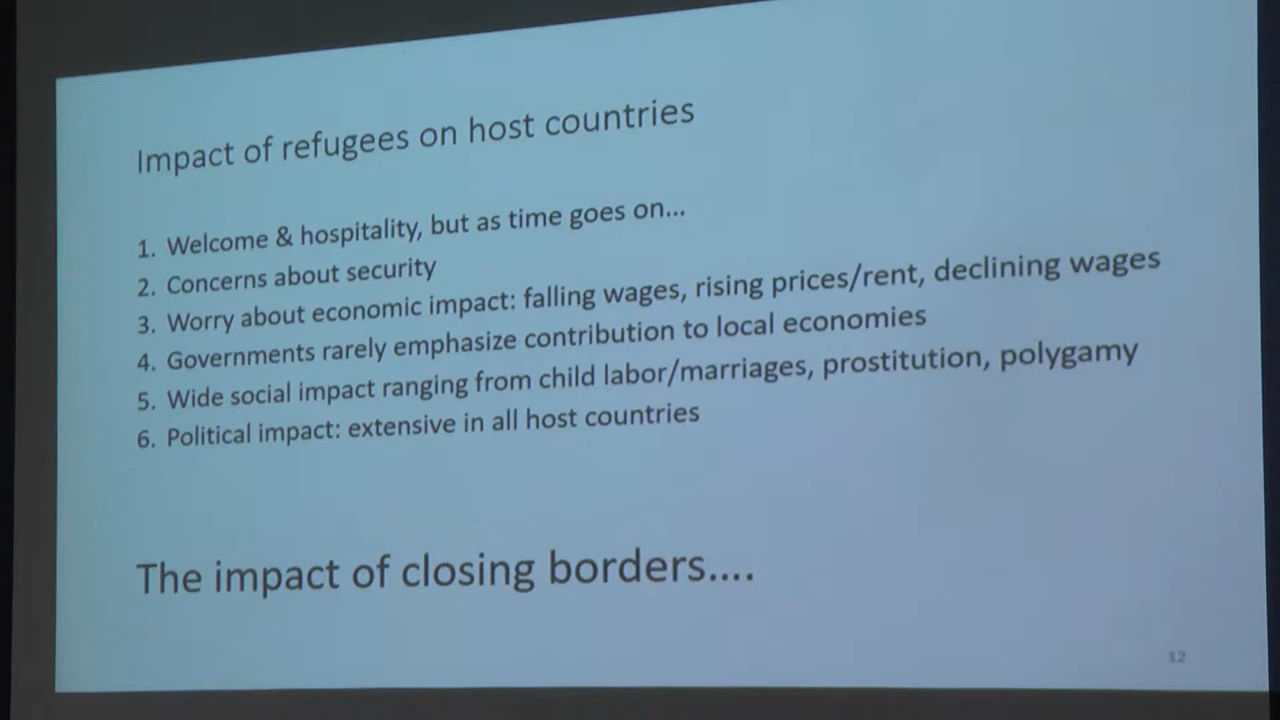 Impact of refugees on host countries
1. Welcome & hospitality, but as time goes on...
2. Concerns about security
3. Worry about economic impact: falling wages, rising prices/rent, declining wages
4. Governments rarely emphasize contribution to local economies
5. Wide social impact ranging from child labor/marriages, prostitution, polygamy
6. Political impact: extensive in all host countries
The impact of closing borders....
12